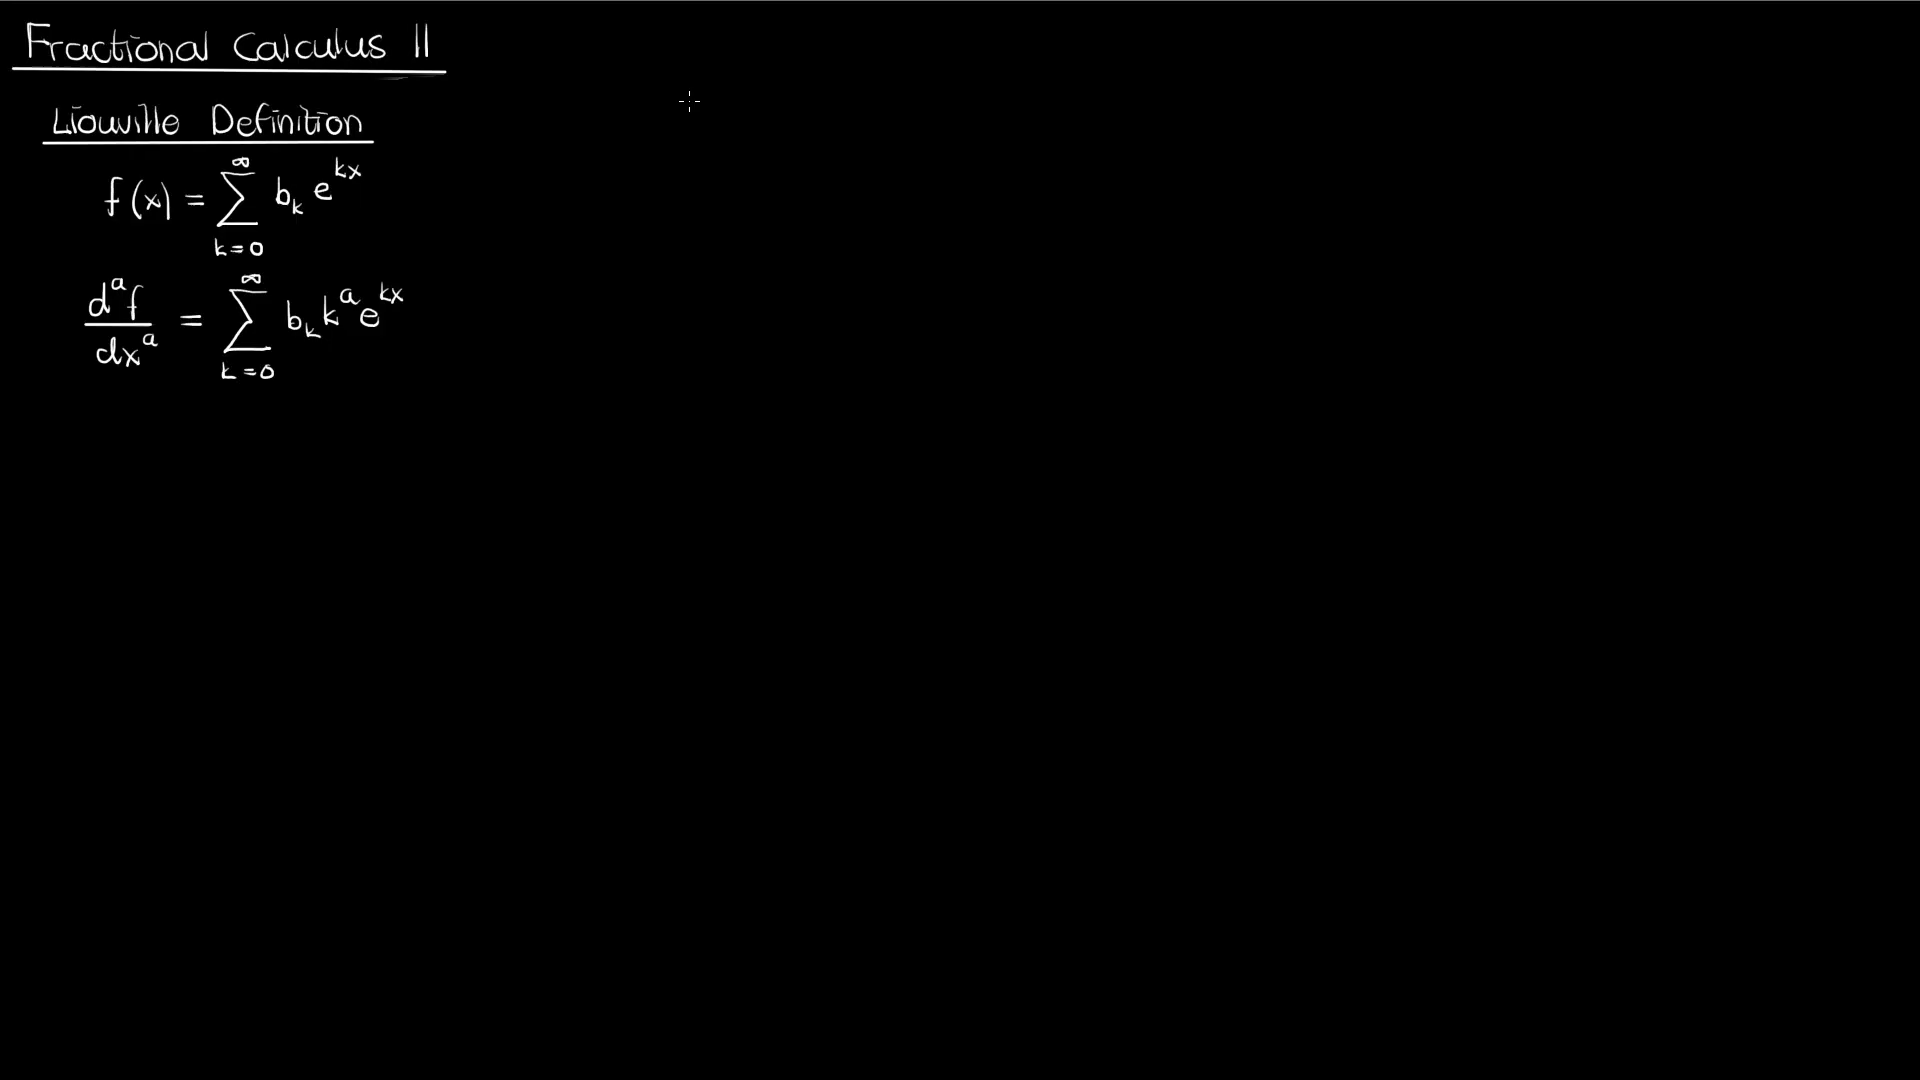 Fractional Calculus II
Liouville Definition
f(x) = ∑_{k=0}^{∞} b_k e^{kx}
d^a f / dx^a = ∑_{k=0}^{∞} b_k k^a e^{kx}